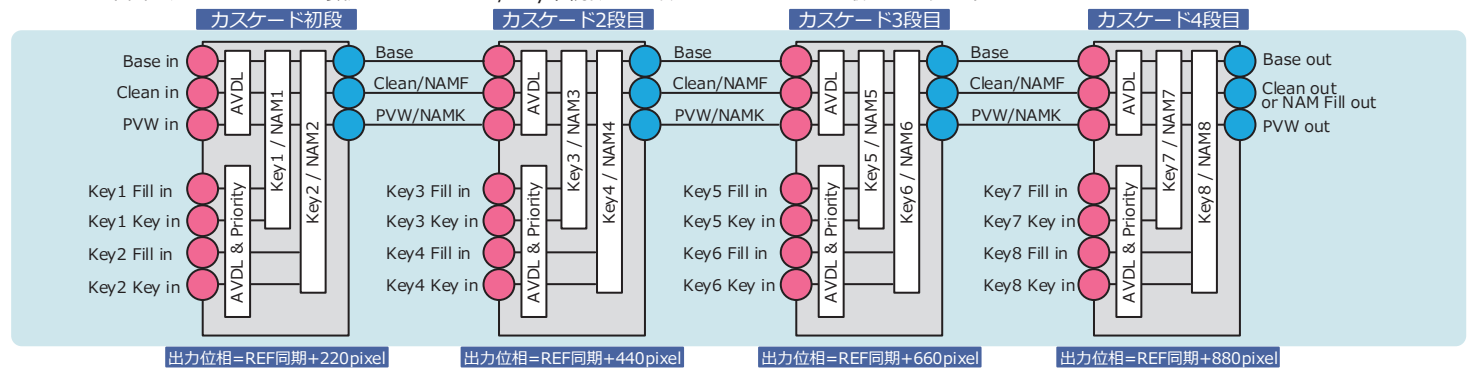 カスケード初段
カスケード2段目
カスケード3段目
カスケード4段目
Base in
Clean in
PVW in
AVDL
Key1 / NAM1
Key2 / NAM2
Key1 Fill in
Key1 Key in
Key2 Fill in
Key2 Key in
AVDL & Priority
Base
Clean/NAMF
PVW/NAMK
AVDL
Key3 / NAM3
Key4 / NAM4
Key3 Fill in
Key3 Key in
Key4 Fill in
Key4 Key in
AVDL & Priority
Base
Clean/NAMF
PVW/NAMK
AVDL
Key5 / NAM5
Key6 / NAM6
Key5 Fill in
Key5 Key in
Key6 Fill in
Key6 Key in
AVDL & Priority
Base
Clean/NAMF
PVW/NAMK
AVDL
Key7 / NAM7
Key8 / NAM8
Key7 Fill in
Key7 Key in
Key8 Fill in
Key8 Key in
AVDL & Priority
Base out
Clean out
or NAM Fill out
PVW out
出力位相=REF同期+220pixel
出力位相=REF同期+440pixel
出力位相=REF同期+660pixel
出力位相=REF同期+880pixel